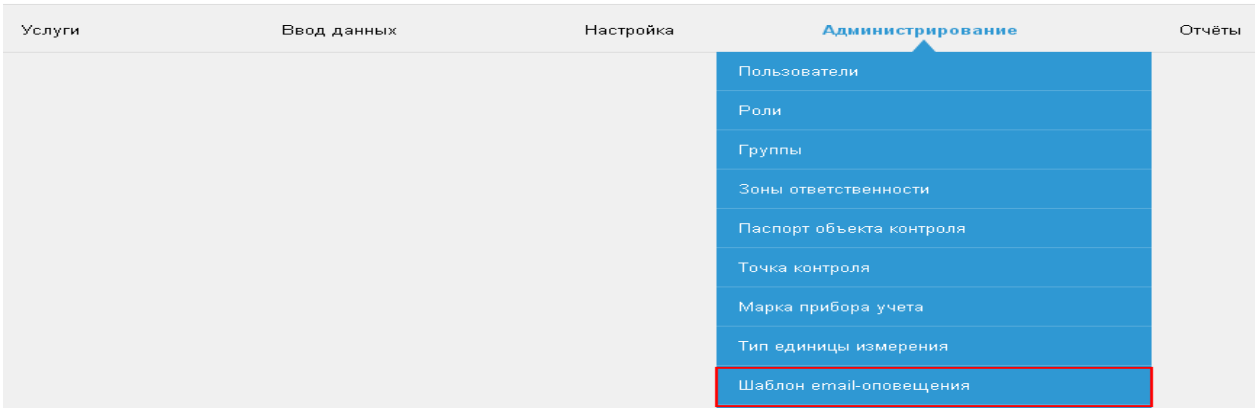 Услуги Ввод данных Настройка Администрирование Отчёты
Пользователи
Роли
Группы
Зоны ответственности
Паспорт объекта контроля
Точка контроля
Марка прибора учета
Тип единицы измерения
Шаблон email-оповещения